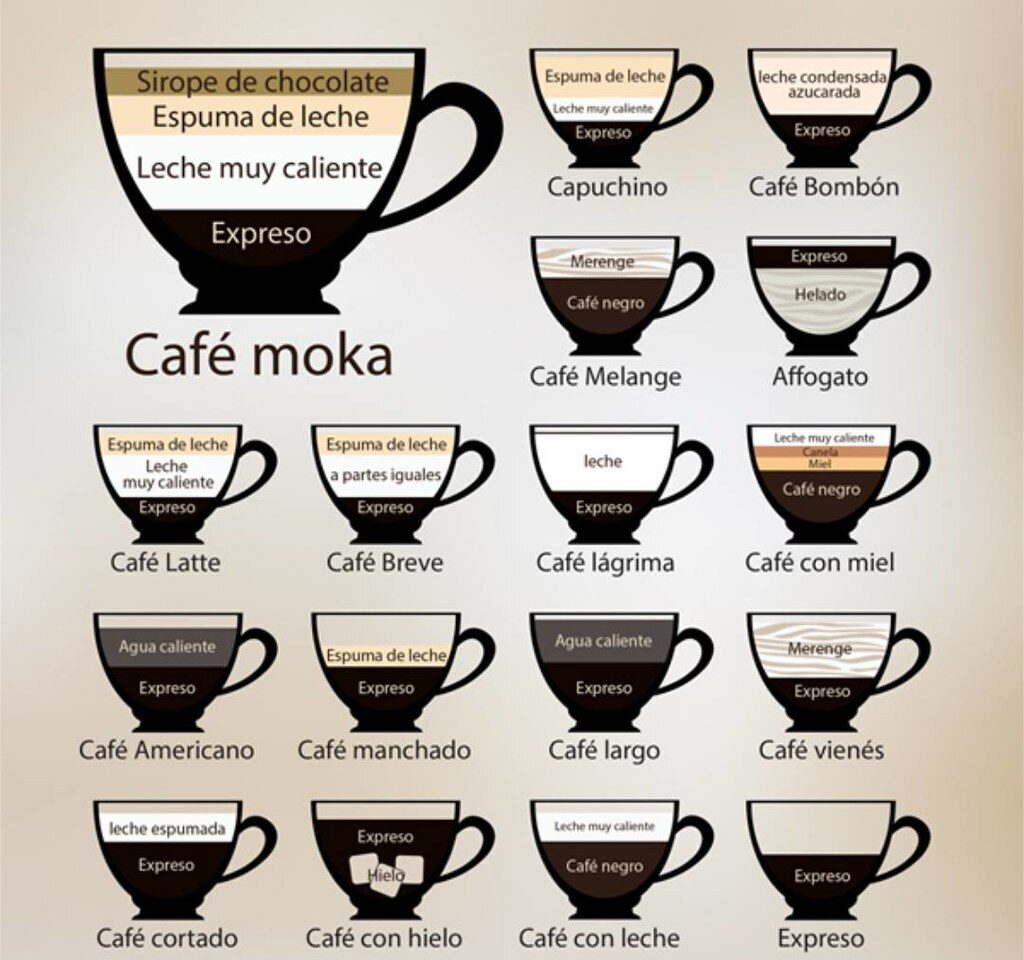 Sirope de chocolate
Espuma de leche
Leche muy caliente
Expreso
Café moka
Espuma de leche
Leche muy caliente
Expreso
Capuchino
leche condensada
azucarada
Expreso
Café Bombón
Merenge
Café negro
Café Melange
Expreso
Helado
Affogato
Espuma de leche
Leche
muy caliente
Expreso
Café Latte
Espuma de leche
a partes iguales
Expreso
Café Breve
leche
Expreso
Café lágrima
Leche muy caliente
Canela
Miel
Café negro
Café con miel
Agua caliente
Expreso
Café Americano
Espuma de leche
Expreso
Café manchado
Agua caliente
Expreso
Café largo
Merenge
Expreso
Café vienés
leche espumada
Expreso
Café cortado
Expreso
Hielo
Café con hielo
Leche muy caliente
Café negro
Café con leche
Expreso
Expreso